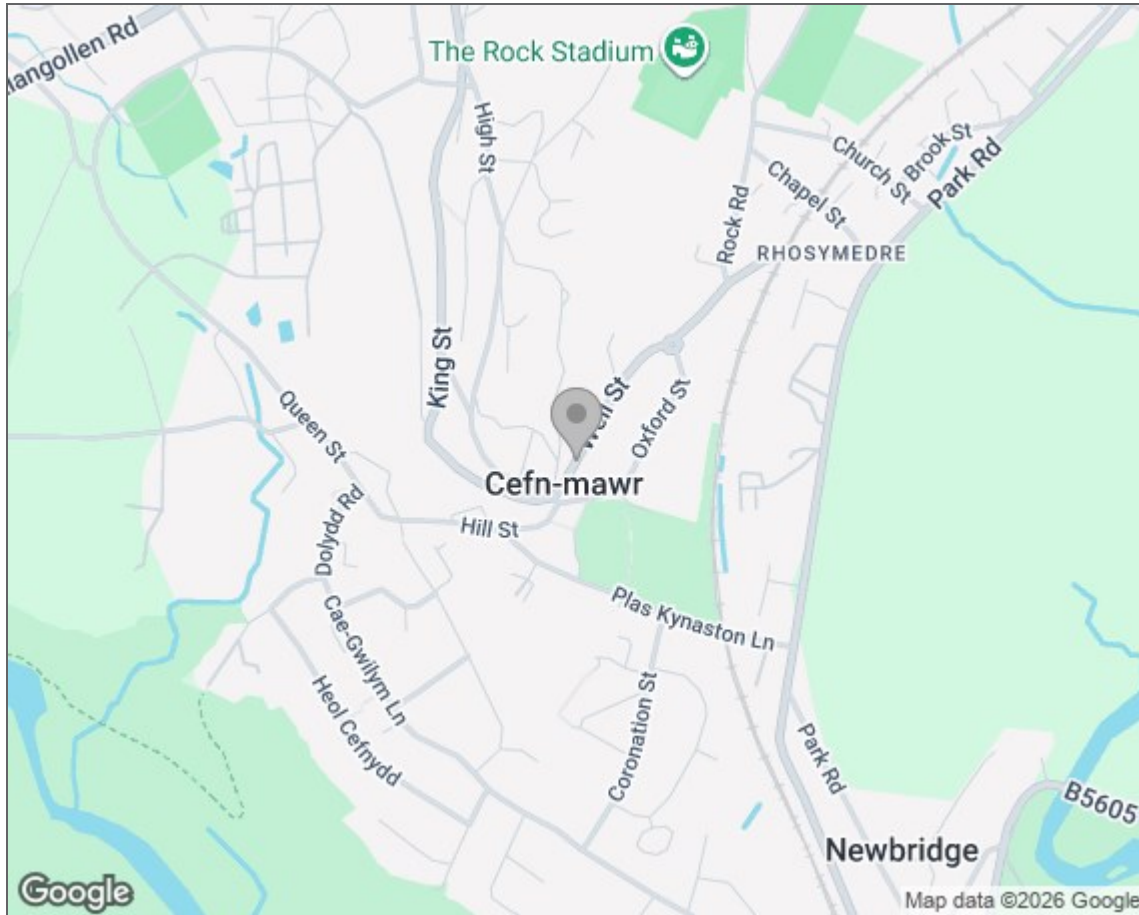 llangollen Rd
The Rock Stadium
High St
Church St
Brook St
Park Rd
Chapel St
Rock Rd
RHOSYMEDRE
King St
Well St
Oxford St
Queen St
Cefn-mawr
Hill St
Dolydd Rd
Plas Kynaston Ln
Cae-Gwilym Ln
Heol Cefnydd
Coronation St
Park Rd
B5605
Newbridge
Google
Map data ©2026 Google